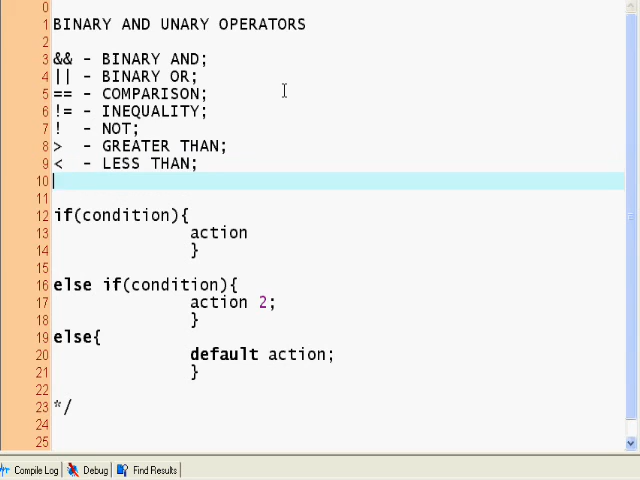 0
1 BINARY AND UNARY OPERATORS
2
3 && - BINARY AND;
4 || - BINARY OR;
5 == - COMPARISON;
6 != - INEQUALITY;
7 !  - NOT;
8 >  - GREATER THAN;
9 <  - LESS THAN;
10
11
12 if(condition){
13 action
14 }
15
16 else if(condition){
17 action 2;
18 }
19 else{
20 default action;
21 }
22
23 */
24
25
Compile Log Debug Find Results